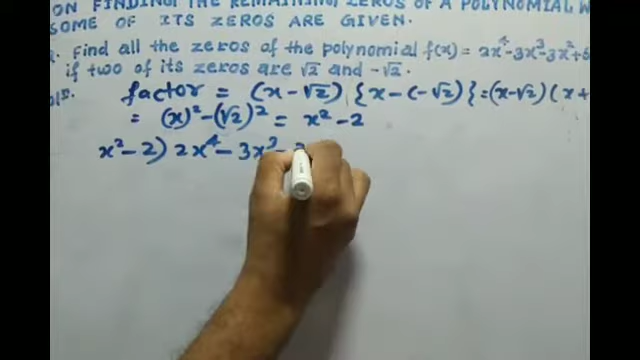 ON FINDING THE REMAINING ZEROS OF A POLYNOMIAL W
SOME OF ITS ZEROS ARE GIVEN.
Find all the zeros of the polynomial f(x) = 2x⁴-3x³-3x²+6
if two of its zeros are √2 and -√2.
factor = (x - √2) {x - (-√2)} = (x-√2) (x +
= (x)² - (√2)² = x² - 2
x² - 2) 2x⁴ - 3x³ -